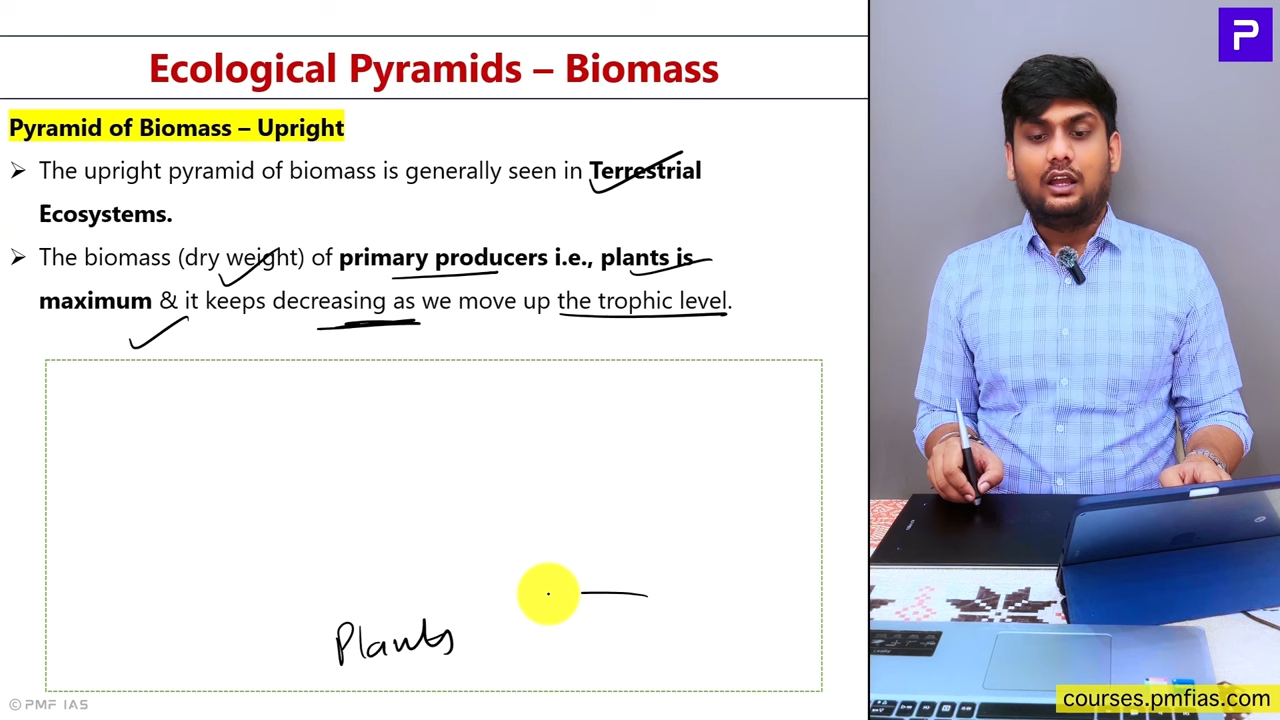 P
Ecological Pyramids – Biomass
Pyramid of Biomass – Upright
➢ The upright pyramid of biomass is generally seen in Terrestrial
Ecosystems.
➢ The biomass (dry weight) of primary producers i.e., plants is
maximum & it keeps decreasing as we move up the trophic level.
Plants
© PMF IAS
courses.pmfias.com